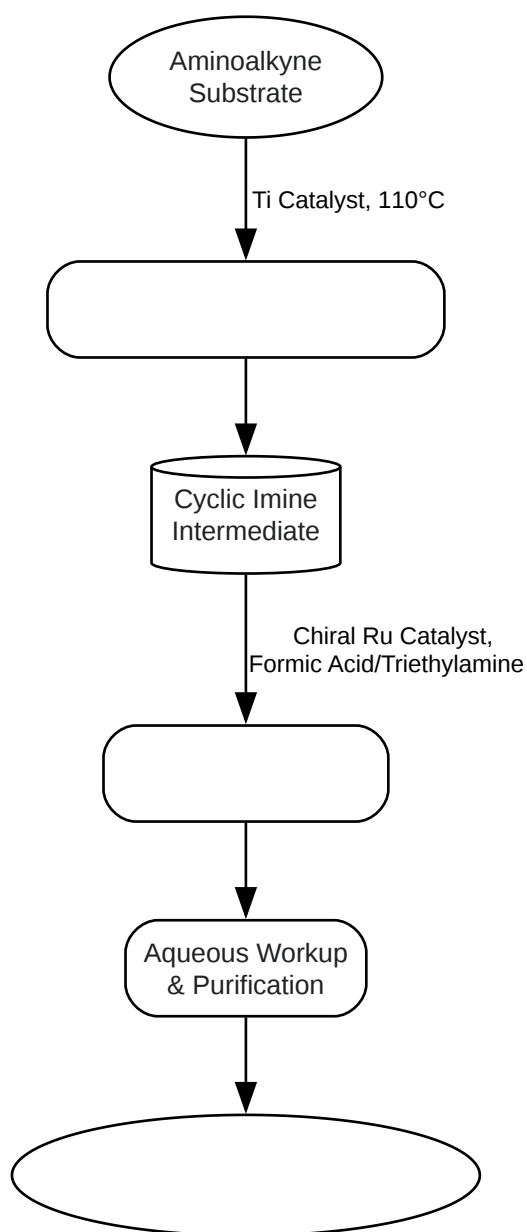 Aminoalkyne
Substrate
Ti Catalyst, 110°C
Cyclic Imine
Intermediate
Chiral Ru Catalyst,
Formic Acid/Triethylamine
Aqueous Workup
& Purification